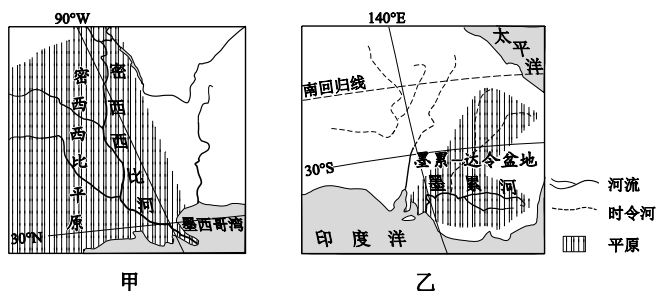 90°W
密西西比平原
密西西比河
墨西哥湾
30°N
甲
140°E
太平洋
南回归线
30°S
墨累–达令盆地
墨累河
印度洋
乙
河流
时令河
平原